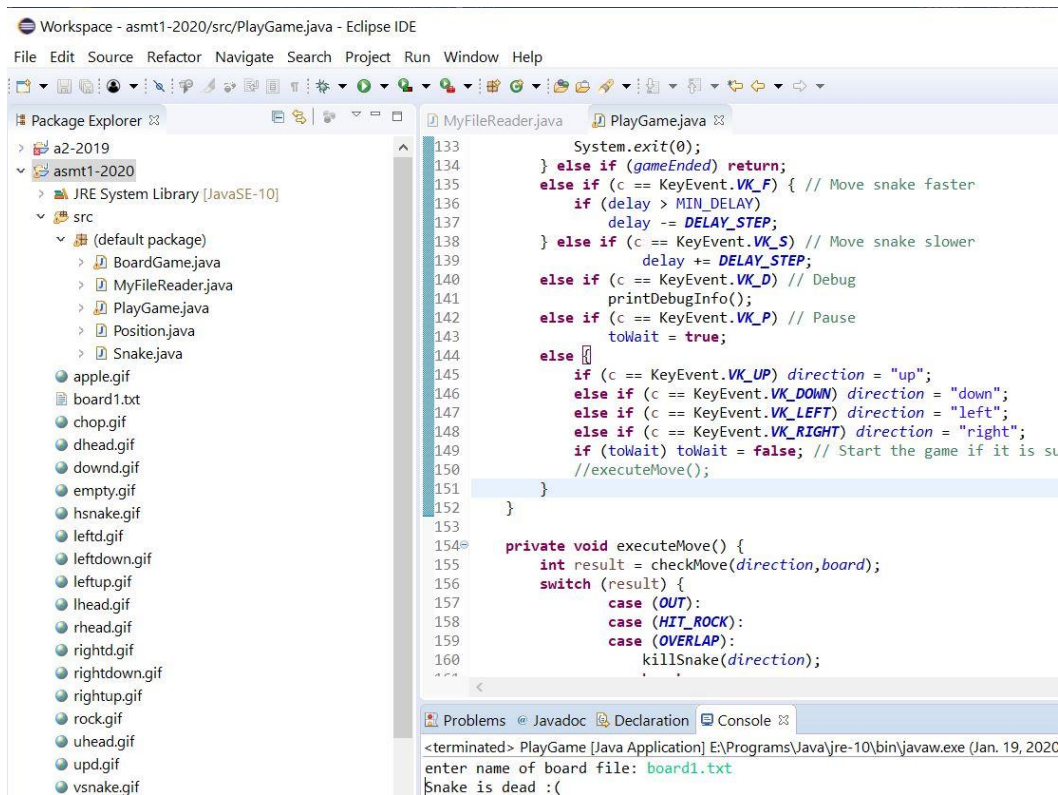 Workspace - asmt1-2020/src/PlayGame.java - Eclipse IDE
File Edit Source Refactor Navigate Search Project Run Window Help
Package Explorer
a2-2019
asmt1-2020
JRE System Library [JavaSE-10]
src
(default package)
BoardGame.java
MyFileReader.java
PlayGame.java
Position.java
Snake.java
apple.gif
board1.txt
chop.gif
dhead.gif
downd.gif
empty.gif
hsnake.gif
leftd.gif
leftdown.gif
leftup.gif
lhead.gif
rhead.gif
rightd.gif
rightdown.gif
rightup.gif
rock.gif
uhead.gif
upd.gif
vsnake.gif
MyFileReader.java PlayGame.java
133 System.exit(0);
134 } else if (gameEnded) return;
135 else if (c == KeyEvent.VK_F) { // Move snake faster
136 if (delay > MIN_DELAY)
137 delay -= DELAY_STEP;
138 } else if (c == KeyEvent.VK_S) // Move snake slower
139 delay += DELAY_STEP;
140 else if (c == KeyEvent.VK_D) // Debug
141 printDebugInfo();
142 else if (c == KeyEvent.VK_P) // Pause
143 toWait = true;
144 else {
145 if (c == KeyEvent.VK_UP) direction = "up";
146 else if (c == KeyEvent.VK_DOWN) direction = "down";
147 else if (c == KeyEvent.VK_LEFT) direction = "left";
148 else if (c == KeyEvent.VK_RIGHT) direction = "right";
149 if (toWait) toWait = false; // Start the game if it is su
150 //executeMove();
151 }
152 }
153
154 private void executeMove() {
155 int result = checkMove(direction,board);
156 switch (result) {
157 case (OUT):
158 case (HIT_ROCK):
159 case (OVERLAP):
160 killSnake(direction);
Problems Javadoc Declaration Console
<terminated> PlayGame [Java Application] E:\Programs\Java\jre-10\bin\javaw.exe (Jan. 19, 2020
enter name of board file: board1.txt
Snake is dead :(